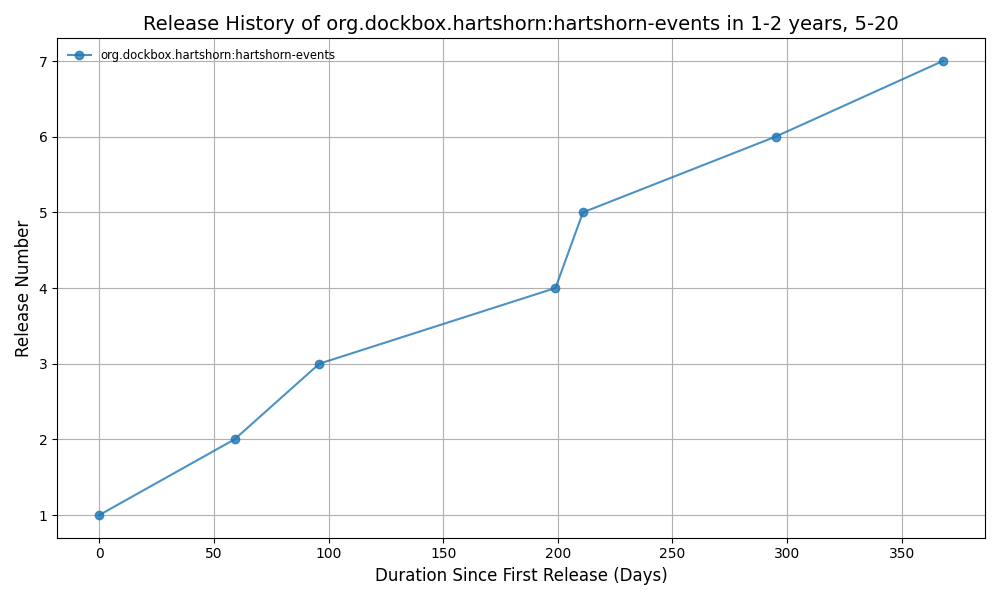 Release History of org.dockbox.hartshorn:hartshorn-events in 1-2 years, 5-20
org.dockbox.hartshorn:hartshorn-events
Release Number
7
6
5
4
3
2
1
0 50 100 150 200 250 300 350
Duration Since First Release (Days)